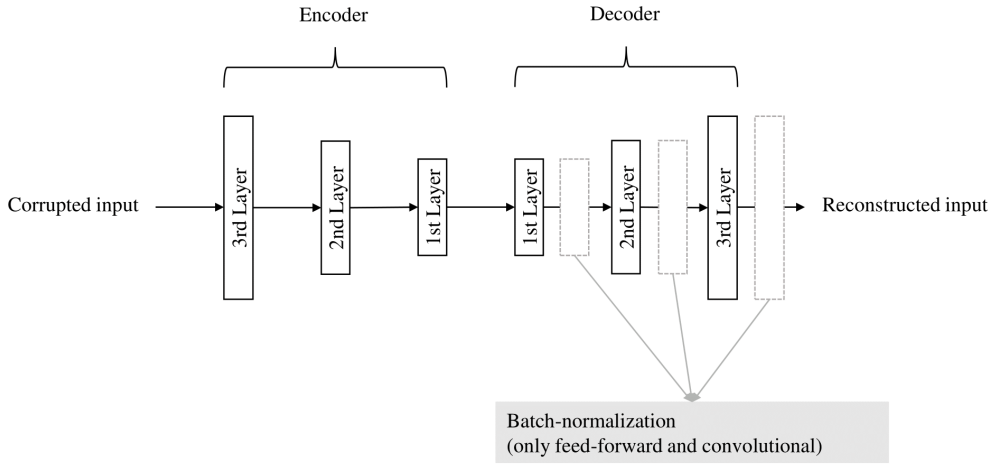 Encoder
Decoder
Corrupted input
3rd Layer
2nd Layer
1st Layer
1st Layer
2nd Layer
3rd Layer
Reconstructed input
Batch-normalization
(only feed-forward and convolutional)